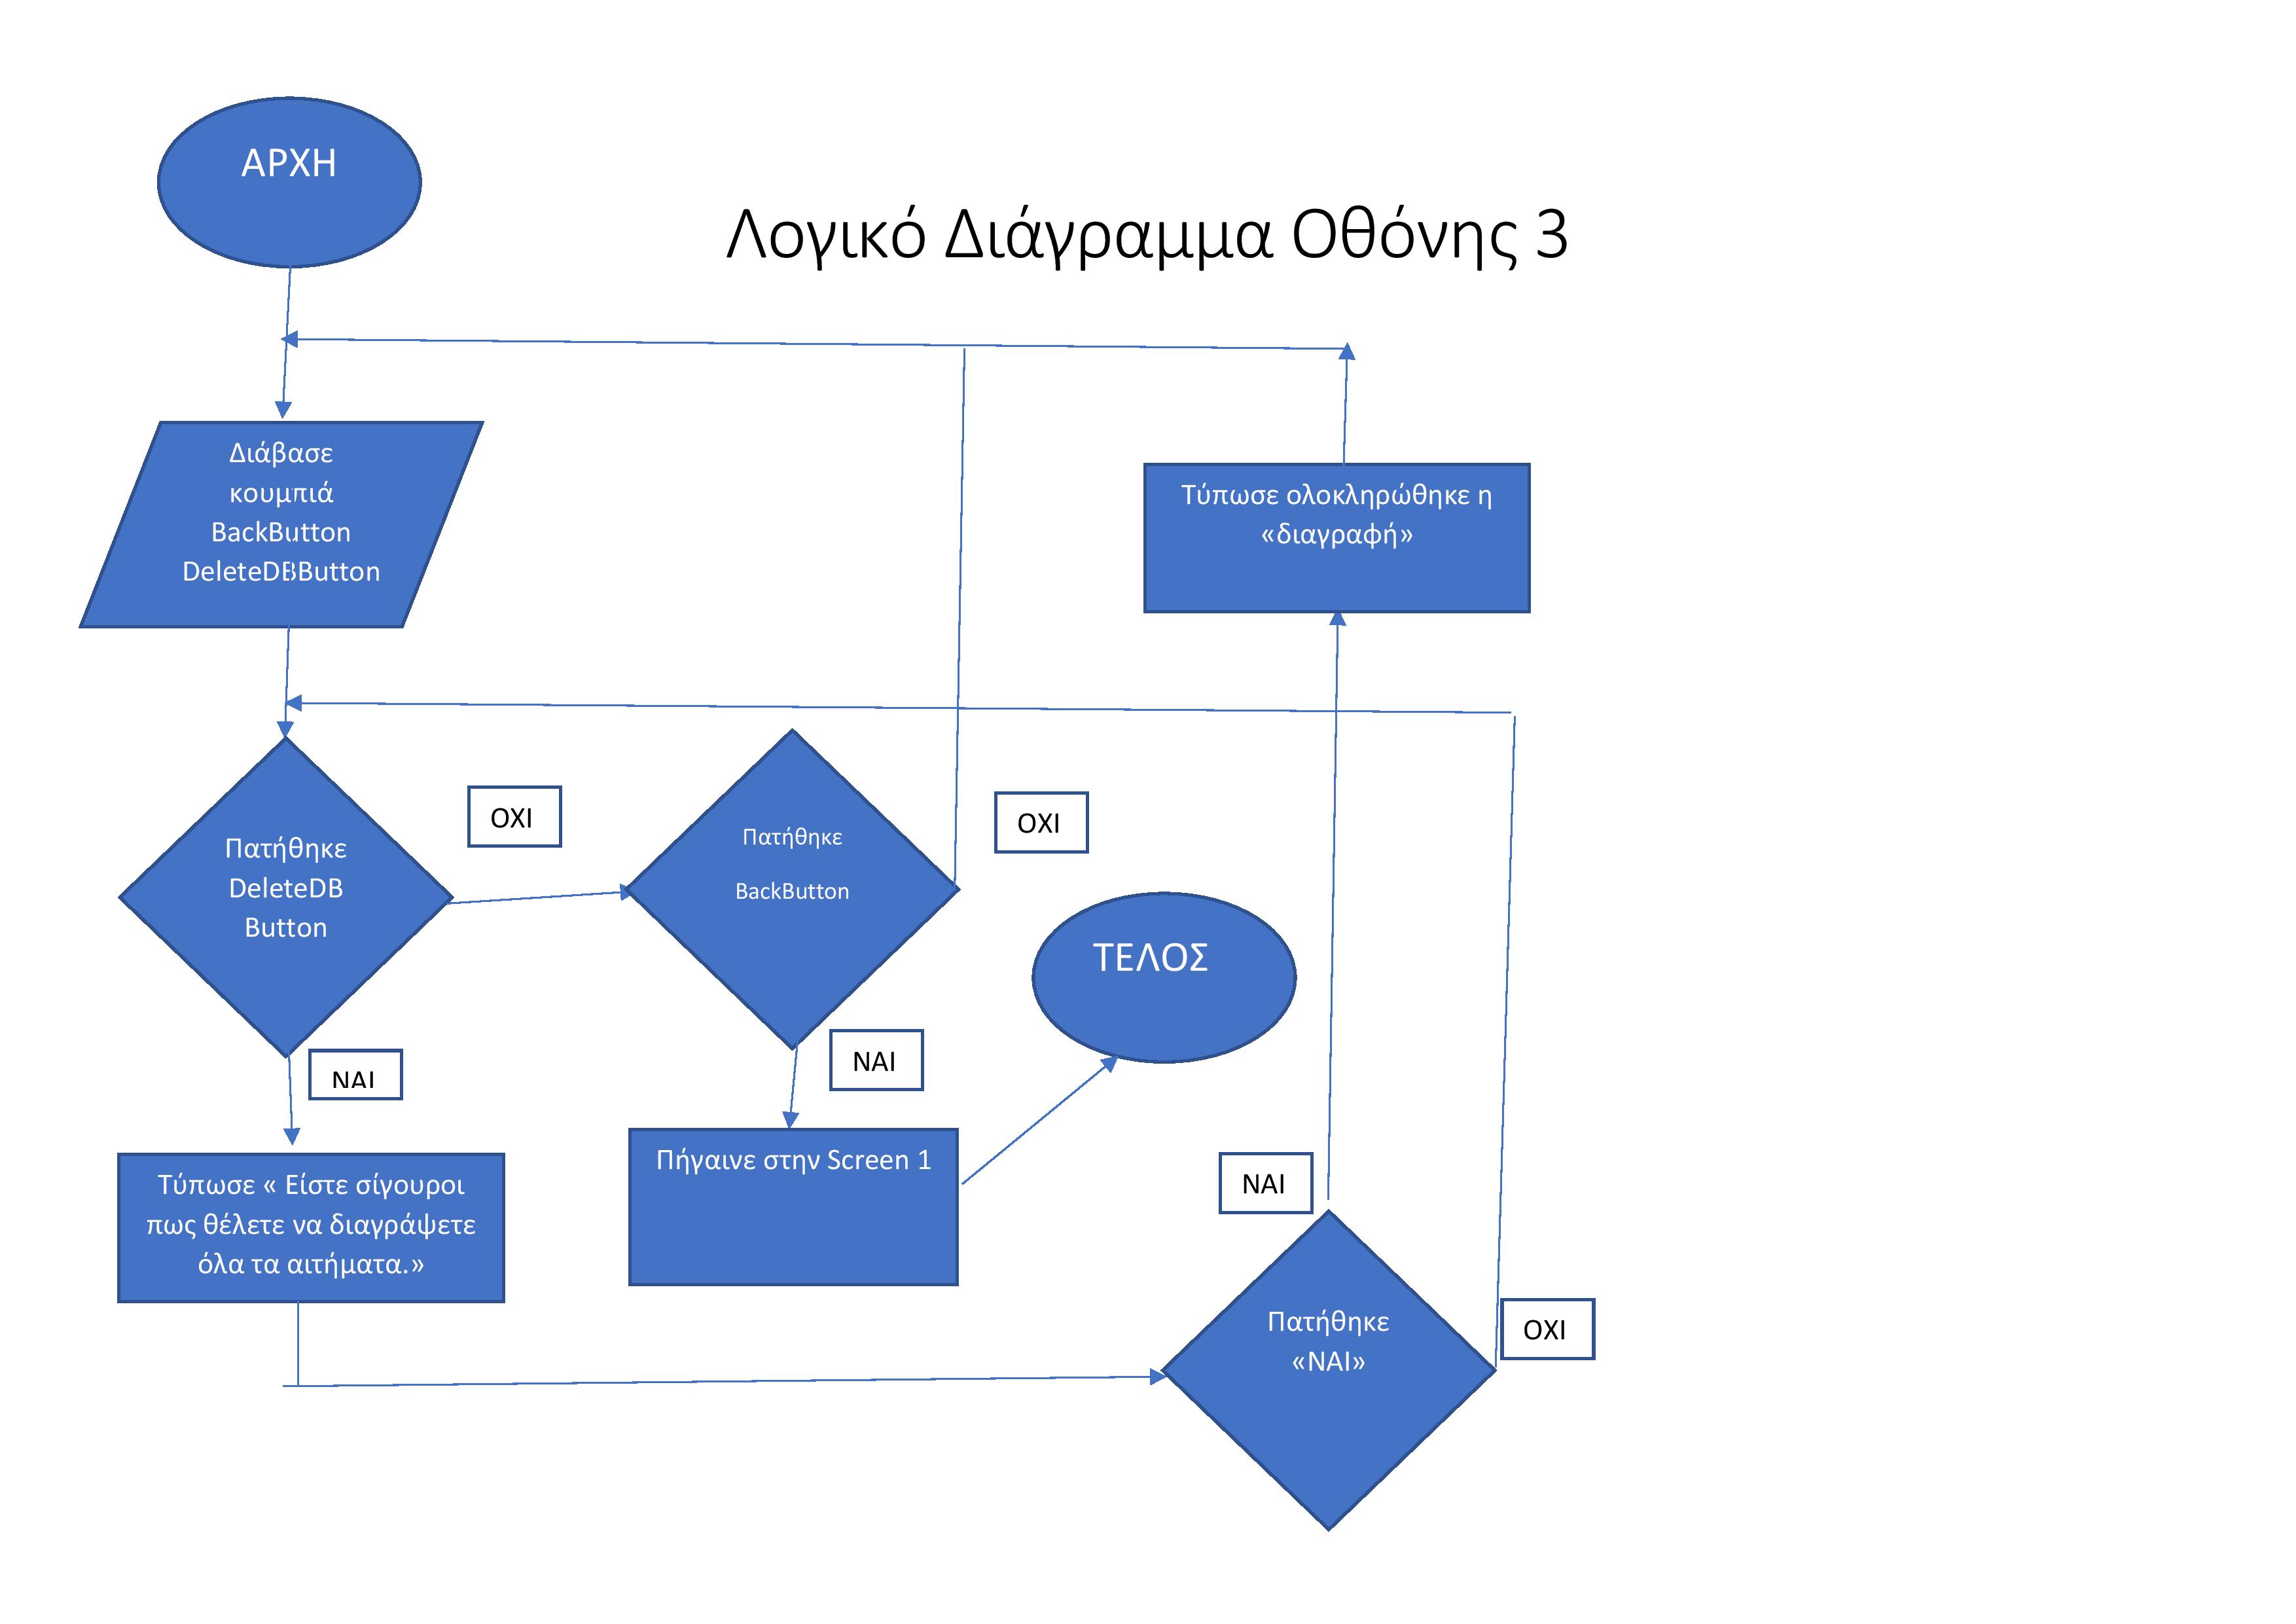 ΑΡΧΗ
Λογικό Διάγραμμα Οθόνης 3
Διάβασε
κουμπιά
BackButton
DeleteDBButton
Τύπωσε ολοκληρώθηκε η
«διαγραφή»
ΟΧΙ
ΟΧΙ
Πατήθηκε
DeleteDB
Button
Πατήθηκε
BackButton
ΤΕΛΟΣ
ΝΑΙ
ΝΑΙ
Τύπωσε « Είστε σίγουροι
πως θέλετε να διαγράψετε
όλα τα αιτήματα.»
Πήγαινε στην Screen 1
ΝΑΙ
Πατήθηκε
«ΝΑΙ»
ΟΧΙ